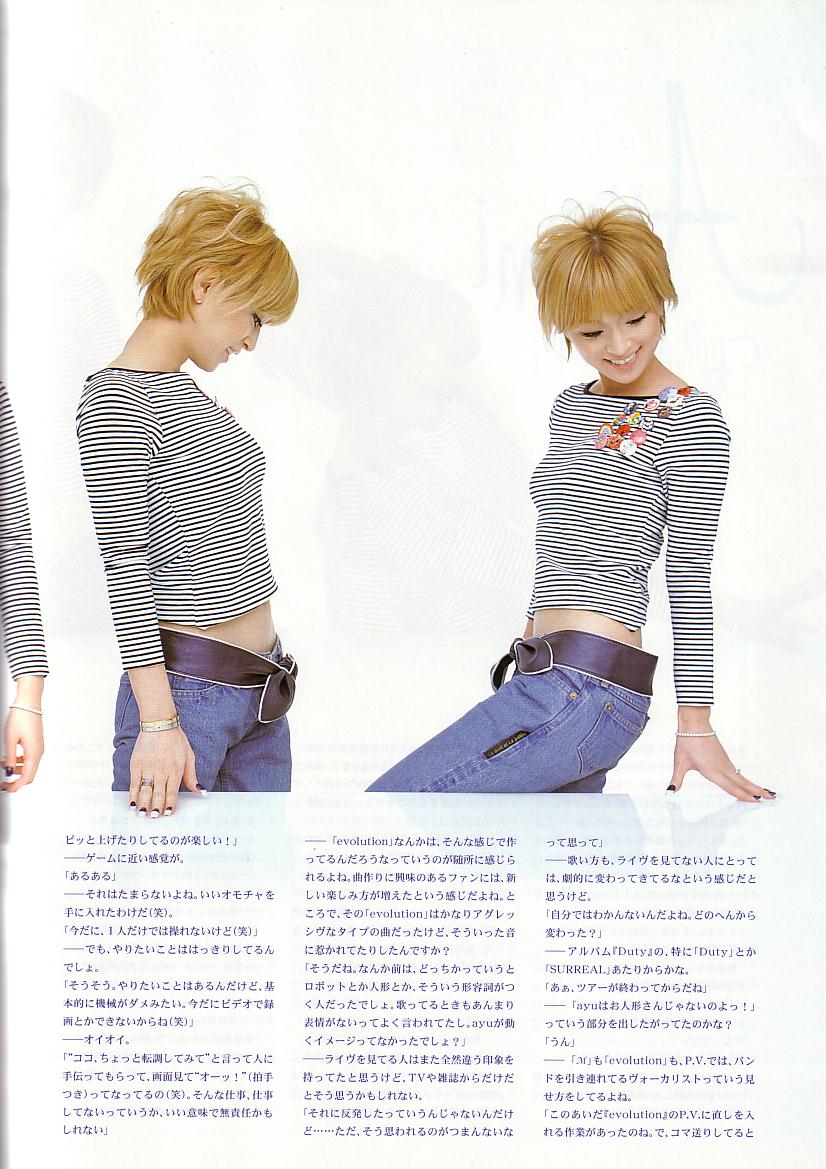 ピッと上げたりしてるのが楽しい！」
――ゲームに近い感覚が。
「あるある」
――それはたまらないよね。いいオモチャを
手に入れたわけだ(笑)。
「今だに、1人だけでは操れないけど(笑)」
――でも、やりたいことははっきりしてるん
でしょ。
「そうそう。やりたいことはあるんだけど、基
本的に機械がダメみたい。今だにビデオで録
画とかできないからね(笑)」
――オイオイ。
「“ココ、ちょっと転調してみて”と言って人に
手伝ってもらって、画面見て“オーッ！”(拍手
つき)ってなってるの(笑)。そんな仕事、仕事
してないっていうか、いい意味で無責任かも
しれない」
――「evolution」なんかは、そんな感じで作
ってるんだろうなっていうのが随所に感じら
れるよね。曲作りに興味のあるファンには、新
しい楽しみ方が増えたという感じだよね。と
ころで、その「evolution」はかなりアグレッ
シヴなタイプの曲だったけど、そういった音
に惹かれてたりしたんですか？
「そうだね。なんか前は、どっちかっていうと
ロボットとか人形とか、そういう形容詞がつ
く人だったでしょ。歌ってるときもあんまり
表情がないってよく言われてたし。ayuが動
くイメージってなかったでしょ？」
――ライヴを見てる人はまた全然違う印象を
持ってたと思うけど、TVや雑誌からだけだ
とそう思うかもしれない。
「それに反発したっていうんじゃないんだけ
ど……ただ、そう思われるのがつまんないな
って思って」
――歌い方も、ライヴを見てない人にとって
は、劇的に変わってきてるなという感じだと
思うけど。
「自分ではわかんないんだよね。どのへんから
変わった？」
――アルバム『Duty』の、特に「Duty」とか
「SURREAL」あたりからかな。
「あぁ、ツアーが終わってからだね」
――「ayuはお人形さんじゃないのよっ！」
っていう部分を出したがってたのかな？
「うん」
――「M」も「evolution」も、P.V.では、バン
ドを引き連れてるヴォーカリストっていう見
せ方をしてるよね。
「このあいだ『evolution』のP.V.に直しを入
れる作業があったのね。で、コマ送りしてると